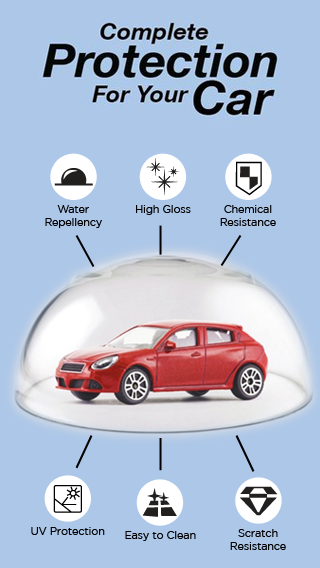 Complete
Protection
For Your Car
Water
Repellency
High Gloss
Chemical
Resistance
UV Protection
Easy to Clean
Scratch
Resistance